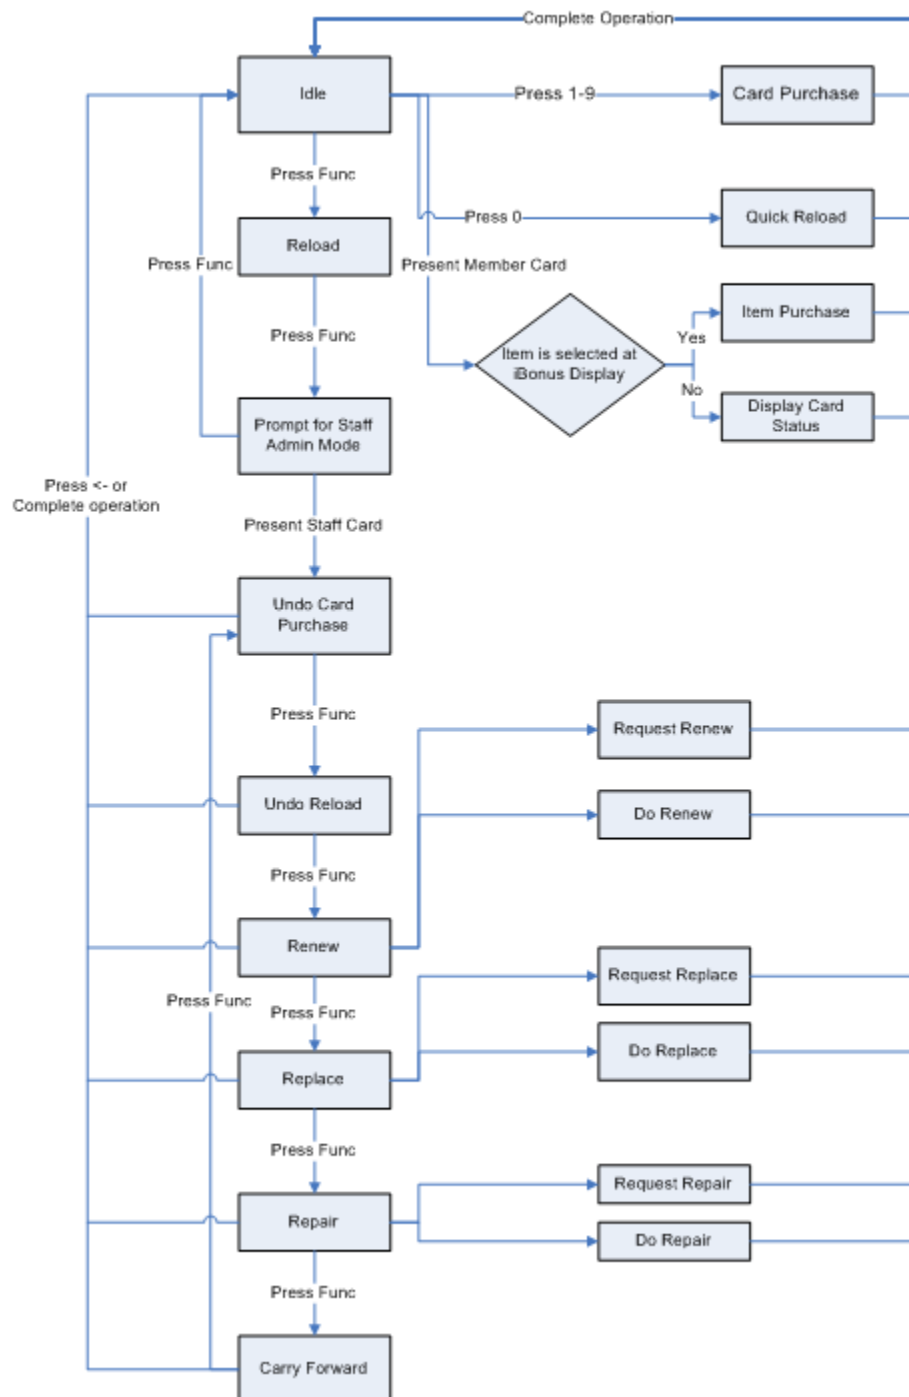 Complete Operation
Idle
Press 1-9
Card Purchase
Press Func
Press 0
Quick Reload
Reload
Press Func
Present Member Card
Item Purchase
Press Func
Yes
Item is selected at
iBonus Display
No
Display Card
Status
Prompt for Staff
Admin Mode
Press <- or
Complete operation
Present Staff Card
Undo Card
Purchase
Press Func
Request Renew
Undo Reload
Do Renew
Press Func
Renew
Request Replace
Press Func
Press Func
Do Replace
Replace
Press Func
Request Repair
Repair
Do Repair
Press Func
Carry Forward